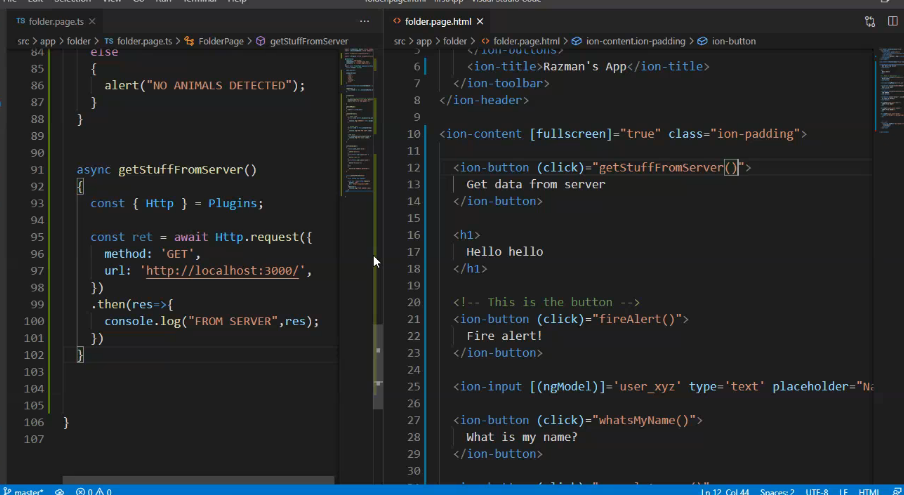 folder.page.ts
folder.page.html
src > app > folder > TS folder.page.ts > FolderPage > getStuffFromServer
src > app > folder > folder.page.html > ion-content.ion-padding > ion-button
84 else
85 {
86 alert("NO ANIMALS DETECTED");
87 }
88 }
89
90
91 async getStuffFromServer()
92 {
93 const { Http } = Plugins;
94
95 const ret = await Http.request({
96 method: 'GET',
97 url: 'http://localhost:3000/',
98 })
99 .then(res=>{
100 console.log("FROM SERVER",res);
101 })
102 }
103
104
105
106 }
107
</ion-buttons>
6 <ion-title>Razman's App</ion-title>
7 </ion-toolbar>
8 </ion-header>
9
10 <ion-content [fullscreen]="true" class="ion-padding">
11
12 <ion-button (click)="getStuffFromServer()">
13 Get data from server
14 </ion-button>
15
16 <h1>
17 Hello hello
18 </h1>
19
20 <!-- This is the button -->
21 <ion-button (click)="fireAlert()">
22 Fire alert!
23 </ion-button>
24
25 <ion-input [(ngModel)]='user_xyz' type='text' placeholder="Na
26
27 <ion-button (click)="whatsMyName()">
28 What is my name?
29 </ion-button>
30
master* 0 0 Ln 12, Col 44 Spaces: 2 UTF-8 LF HTML